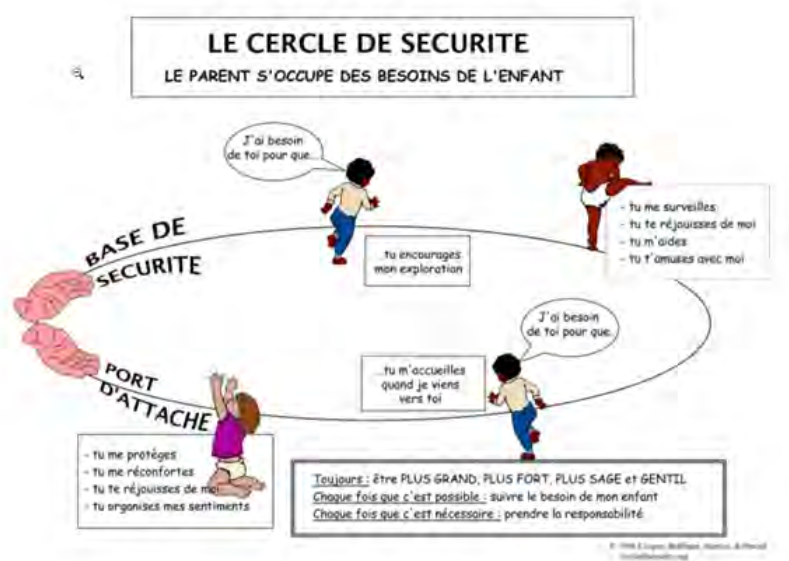 LE CERCLE DE SECURITE
LE PARENT S'OCCUPE DES BESOINS DE L'ENFANT
J'ai besoin
de toi pour que...
BASE DE
SECURITE
...tu encourages
mon exploration
- tu me surveilles
- tu te réjouisses de moi
- tu m'aides
- tu t'amuses avec moi
J'ai besoin
de toi pour que...
...tu m'accueilles
quand je viens
vers toi
PORT
D'ATTACHE
- tu me protèges
- tu me réconfortes
- tu te réjouisses de moi
- tu organises mes sentiments
Toujours : être PLUS GRAND, PLUS FORT, PLUS SAGE et GENTIL
Chaque fois que c'est possible : suivre le besoin de mon enfant
Chaque fois que c'est nécessaire : prendre la responsabilité